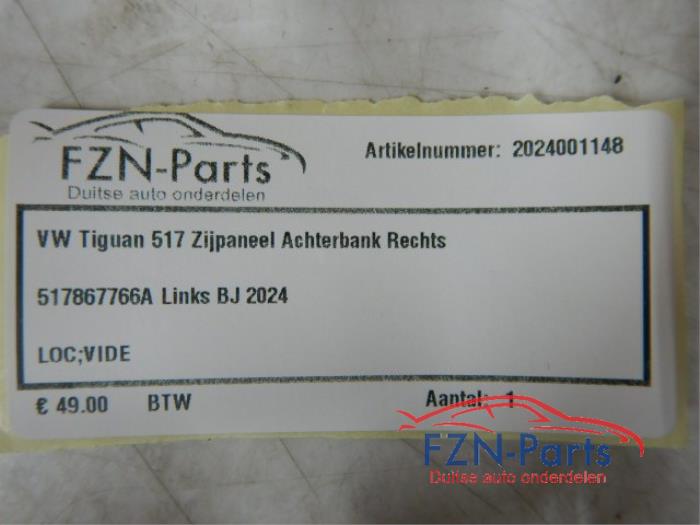 FZN-Parts
Duitse auto onderdelen
Artikelnummer: 2024001148
VW Tiguan 517 Zijpaneel Achterbank Rechts
517867766A Links BJ 2024
LOC;VIDE
€ 49.00 BTW Aantal: 1
FZN-Parts
Duitse auto onderdelen